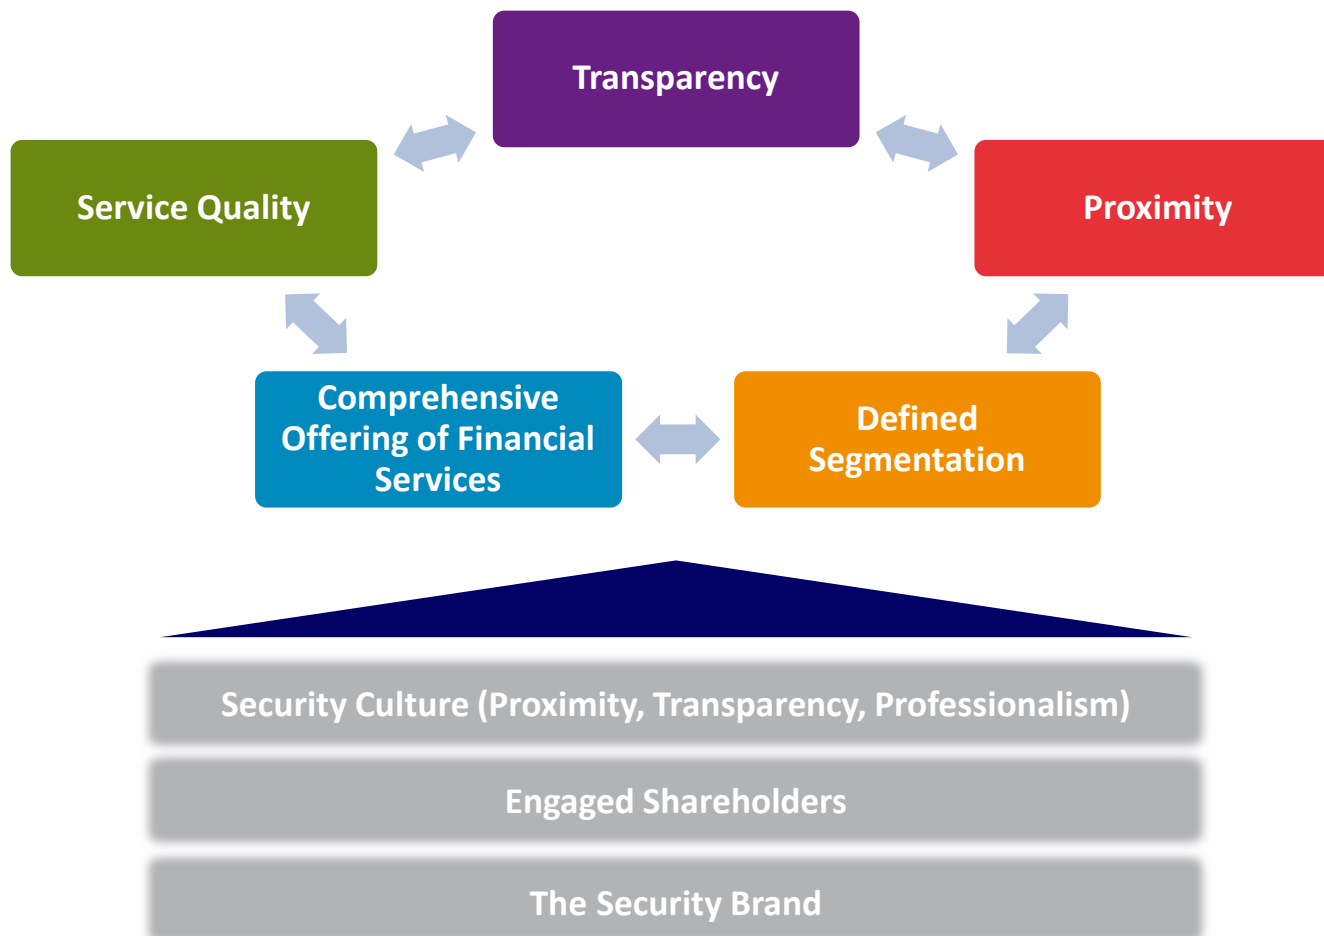 Transparency
Service Quality
Proximity
Comprehensive
Offering of Financial
Services
Defined
Segmentation
Security Culture (Proximity, Transparency, Professionalism)
Engaged Shareholders
The Security Brand